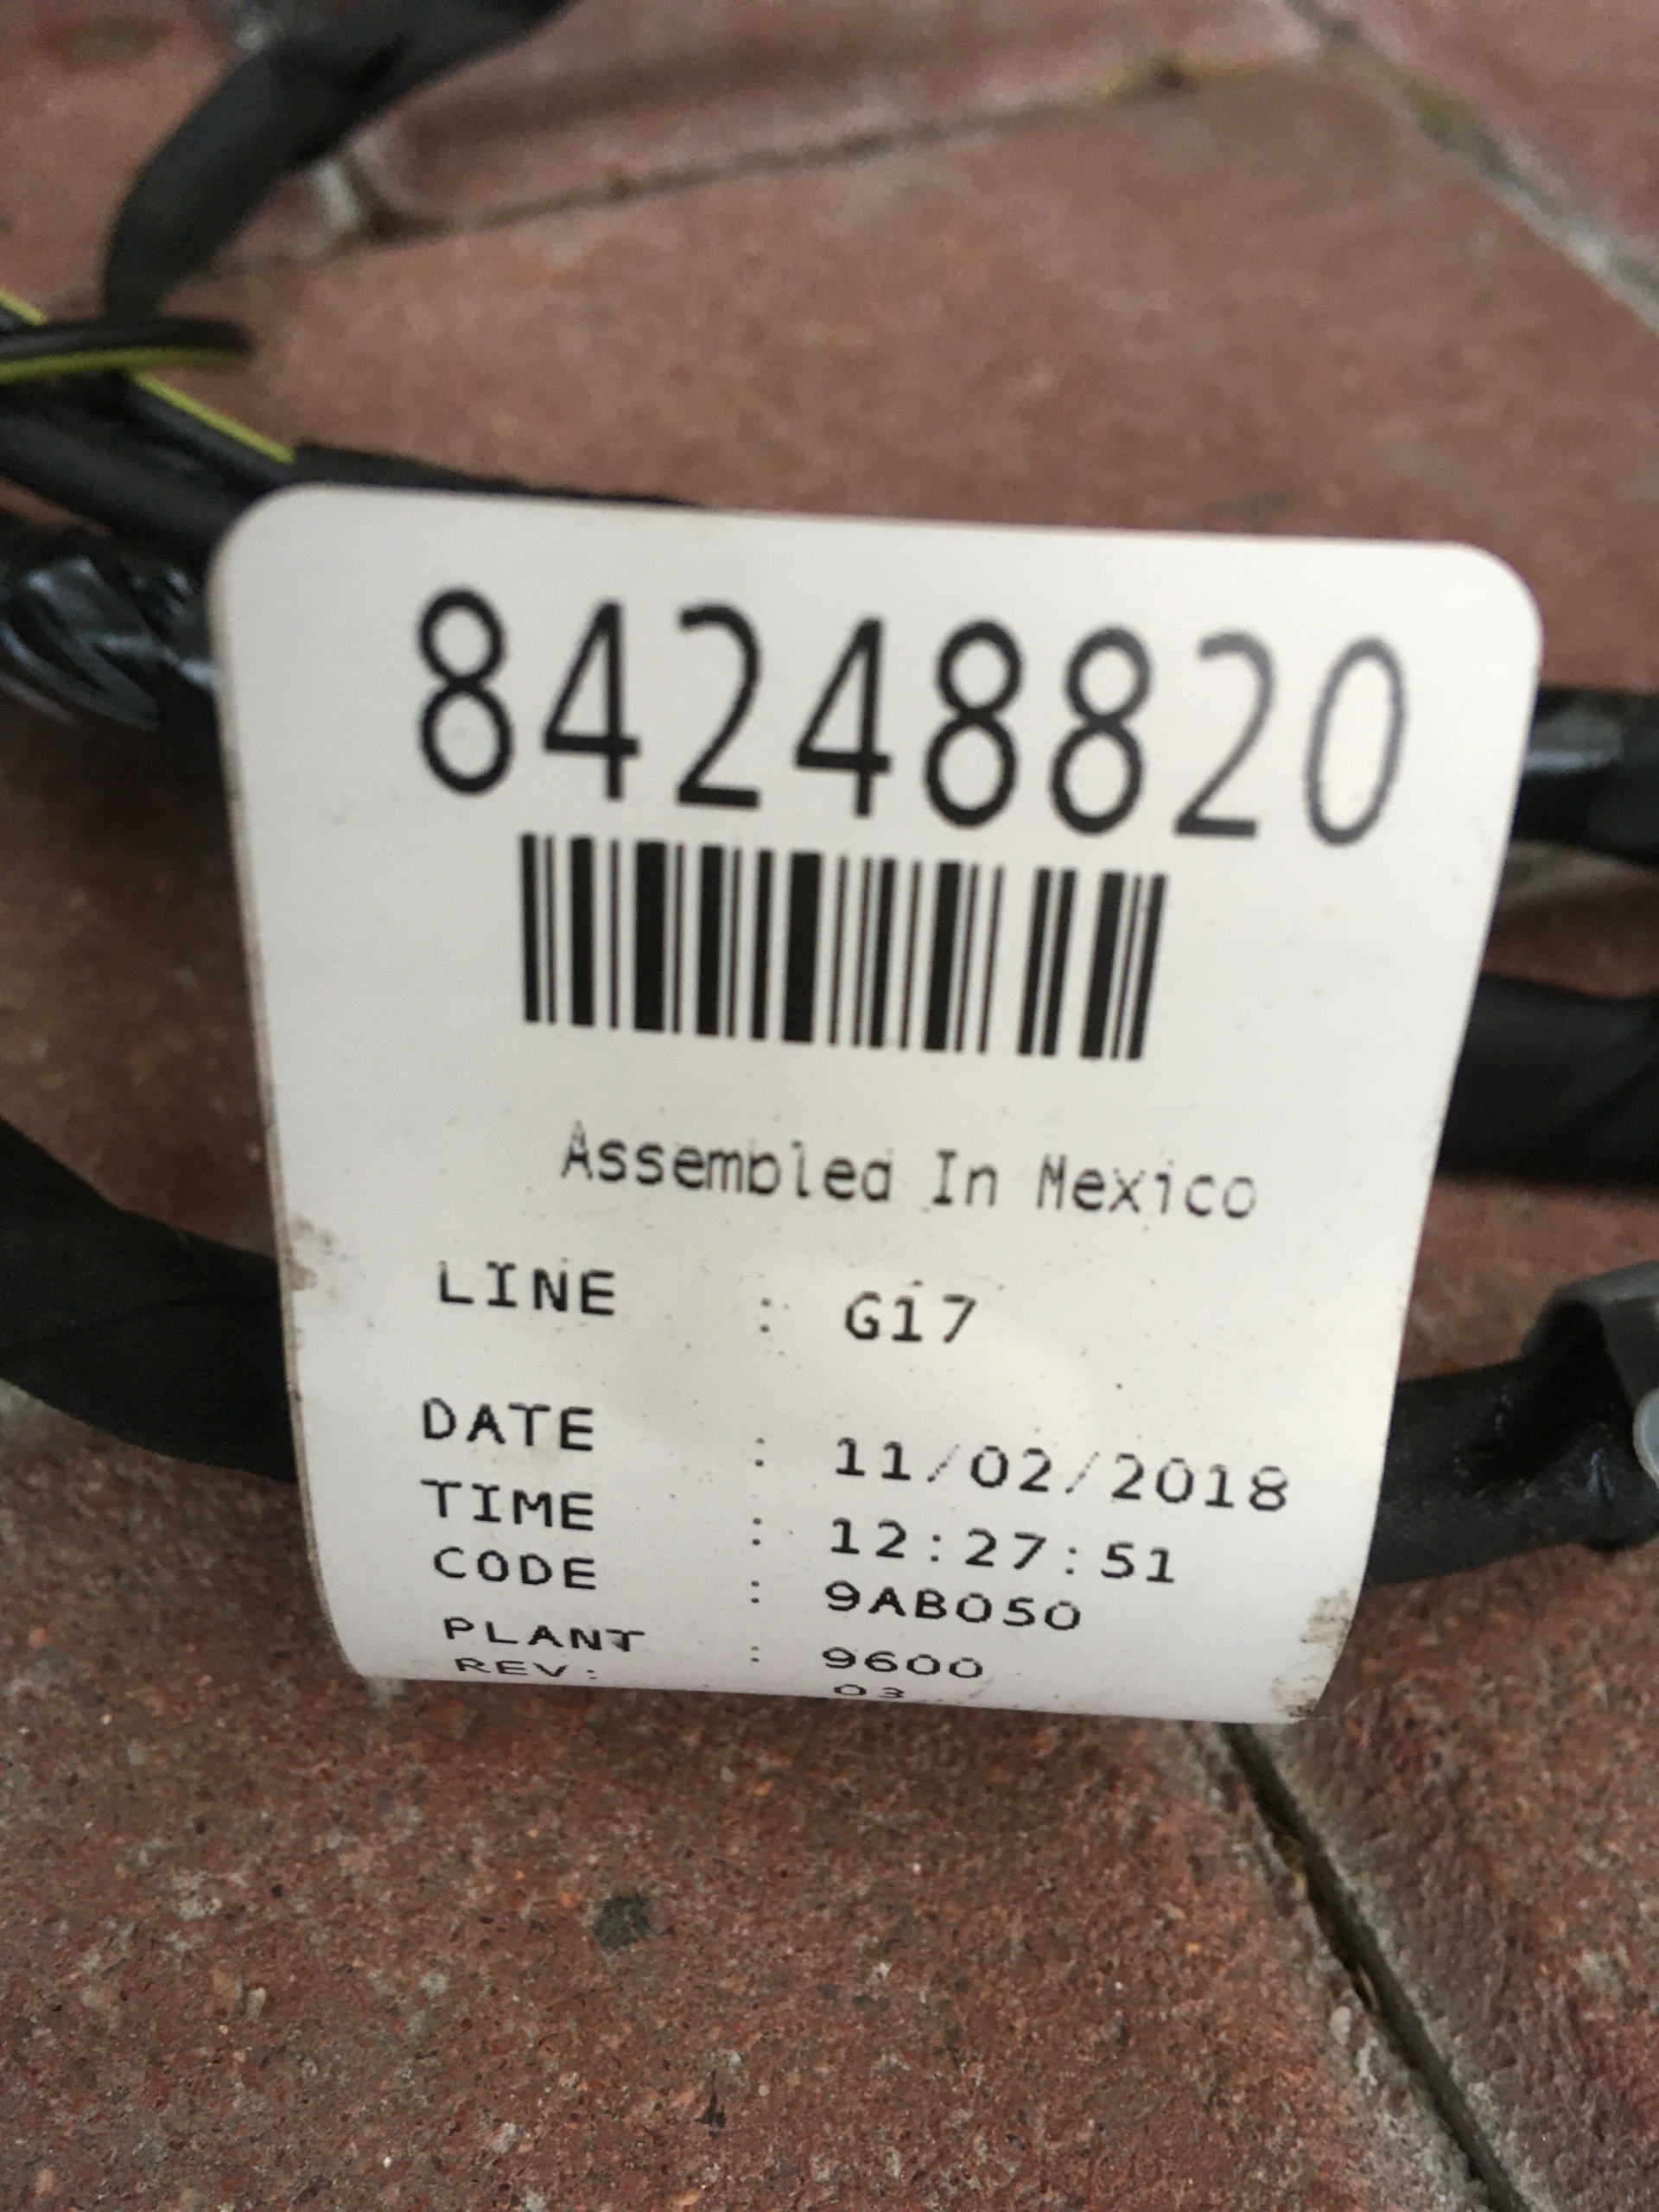 84248820
Assembled In Mexico
LINE : G17
DATE : 11/02/2018
TIME : 12:27:51
CODE : 9AB050
PLANT : 9600
REV: 03